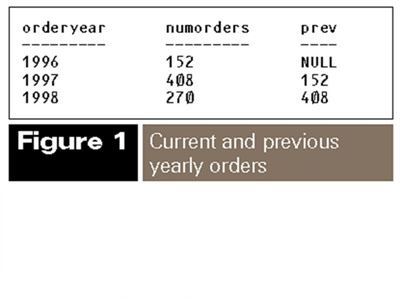 orderyear numorders prev
--------- --------- ----
1996 152 NULL
1997 408 152
1998 270 408
Figure 1
Current and previous
yearly orders